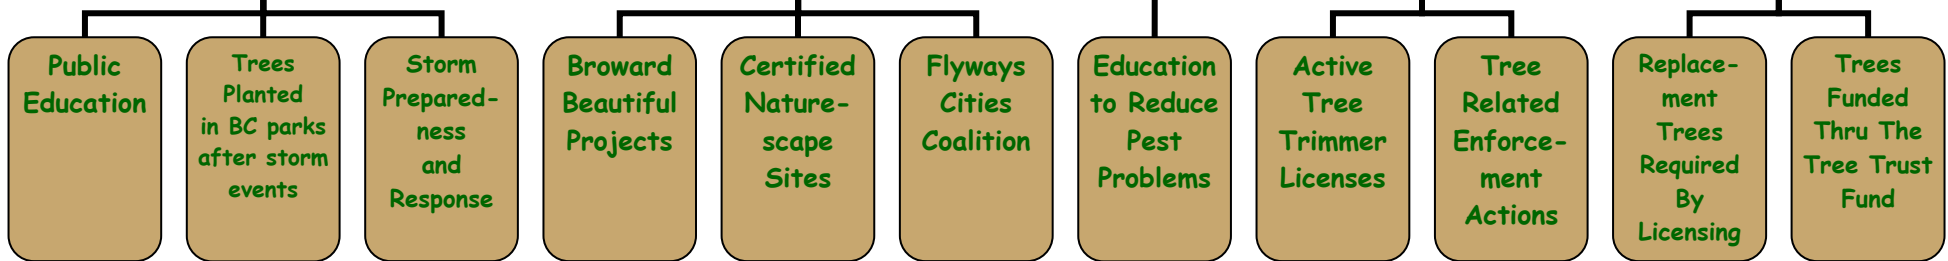 Public
Education
Trees
Planted
in BC parks
after storm
events
Storm
Prepared-
ness
and
Response
Broward
Beautiful
Projects
Certified
Nature-
scape
Sites
Flyways
Cities
Coalition
Education
to Reduce
Pest
Problems
Active
Tree
Trimmer
Licenses
Tree
Related
Enforce-
ment
Actions
Replace-
ment
Trees
Required
By
Licensing
Trees
Funded
Thru The
Tree Trust
Fund